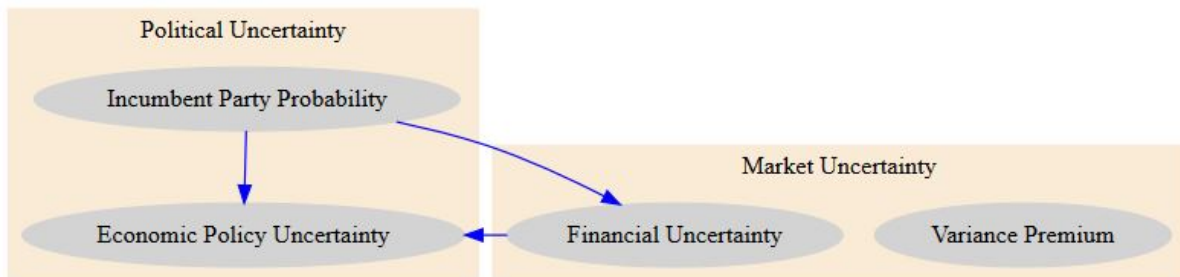 Political Uncertainty
Incumbent Party Probability
Market Uncertainty
Economic Policy Uncertainty
Financial Uncertainty
Variance Premium